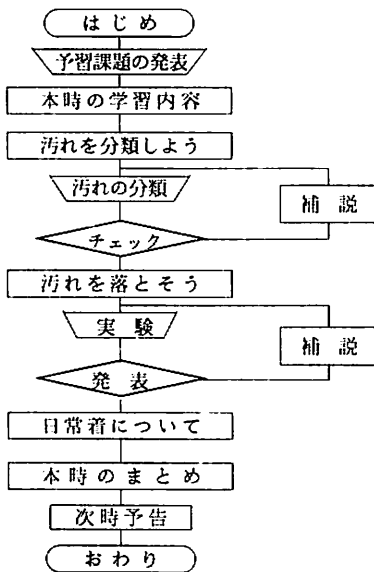 はじめ
予習課題の発表
本時の学習内容
汚れを分類しよう
汚れの分類
補説
チェック
汚れを落とそう
実験
補説
発表
日常着について
本時のまとめ
次時予告
おわり